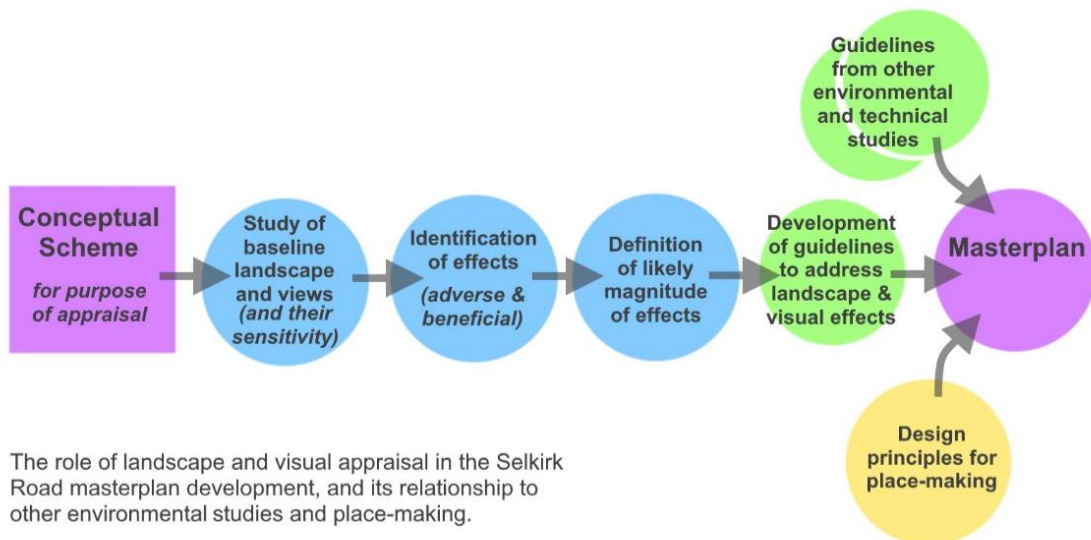 Guidelines
from other
environmental
and technical
studies
Conceptual
Scheme
for purpose
of appraisal
Study of
baseline
landscape
and views
(and their
sensitivity)
Identification
of effects
(adverse &
beneficial)
Definition
of likely
magnitude
of effects
Development
of guidelines
to address
landscape &
visual effects
Masterplan
Design
principles for
place-making
The role of landscape and visual appraisal in the Selkirk
Road masterplan development, and its relationship to
other environmental studies and place-making.